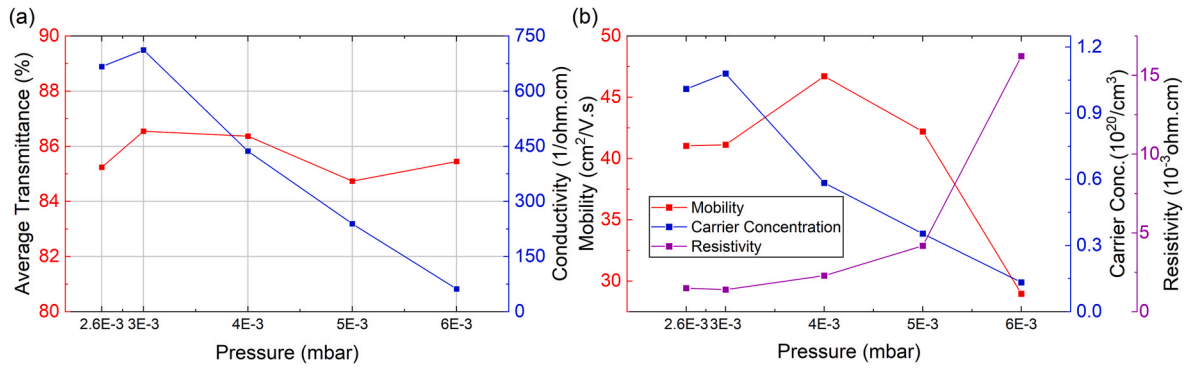 (a)
Average Transmittance (%)
90
88
86
84
82
80
2.6E-3
3E-3
4E-3
5E-3
6E-3
Pressure (mbar)
750
600
450
300
150
0
Conductivity (1/ohm.cm)
(b)
Mobility (cm²/V.s)
50
45
40
35
30
Mobility
Carrier Concentration
Resistivity
2.6E-3
3E-3
4E-3
5E-3
6E-3
Pressure (mbar)
1.2
0.9
0.6
0.3
0.0
Carrier Conc.(10²⁰/cm³)
15
10
5
0
Resistivity (10⁻³ohm.cm)